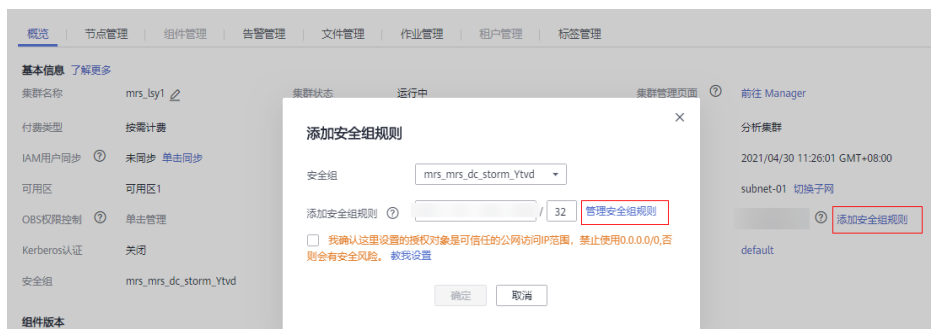 概览 节点管理 组件管理 告警管理 文件管理 作业管理 租户管理 标签管理
基本信息 了解更多
集群名称 mrs_lsy1 集群状态 运行中 集群管理页面 前往 Manager
付费类型 按需计费 分析集群
IAM用户同步 未同步 单击同步 2021/04/30 11:26:01 GMT+08:00
可用区 可用区1 subnet-01 切换子网
OBS权限控制 单击管理 添加安全组规则
Kerberos认证 关闭 default
安全组 mrs_mrs_dc_storm_Ytvd
组件版本
添加安全组规则
安全组 mrs_mrs_dc_storm_Ytvd
添加安全组规则 / 32 管理安全组规则
我确认这里设置的授权对象是可信任的公网访问IP范围，禁止使用0.0.0.0/0,否
则会有安全风险。 教我设置
确定 取消